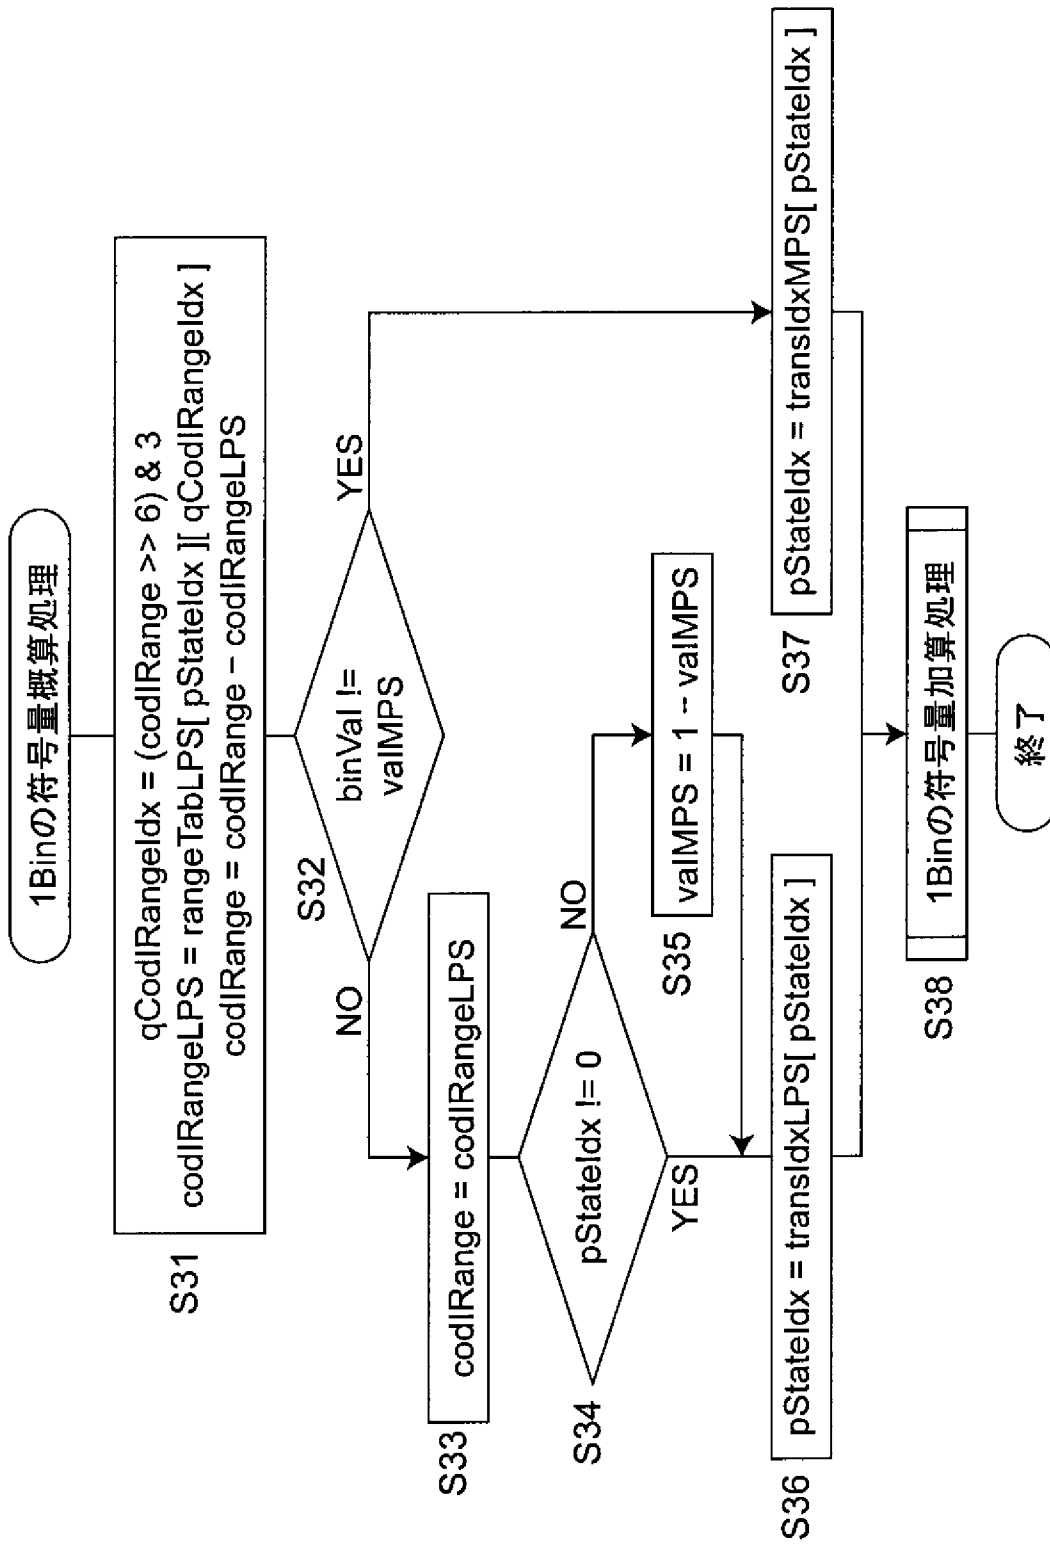 1Binの符号量概算処理
S31
qCodIRangeIdx = (codIRange >> 6) & 3
codIRangeLPS = rangeTabLPS[ pStateIdx ][ qCodIRangeIdx ]
codIRange = codIRange − codIRangeLPS
S32
binVal !=
valMPS
NO
YES
S33
codIRange = codIRangeLPS
S34
pStateIdx != 0
NO
YES
S35
valMPS = 1 − valMPS
S36
pStateIdx = transIdxLPS[ pStateIdx ]
S37
pStateIdx = transIdxMPS[ pStateIdx ]
S38
1Binの符号量加算処理
終了